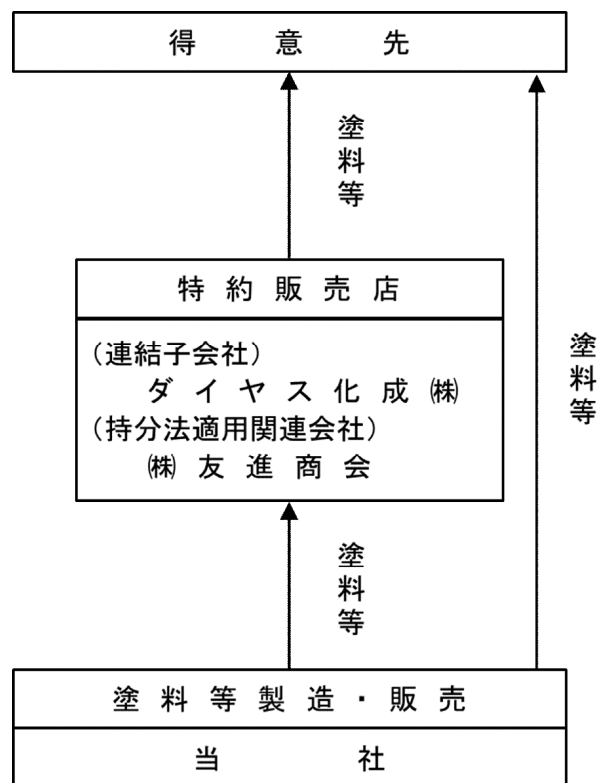 得意先
塗料等
特約販売店
(連結子会社)
ダイヤス化成㈱
(持分法適用関連会社)
㈱友進商会
塗料等
塗料等
塗料等製造・販売
当社